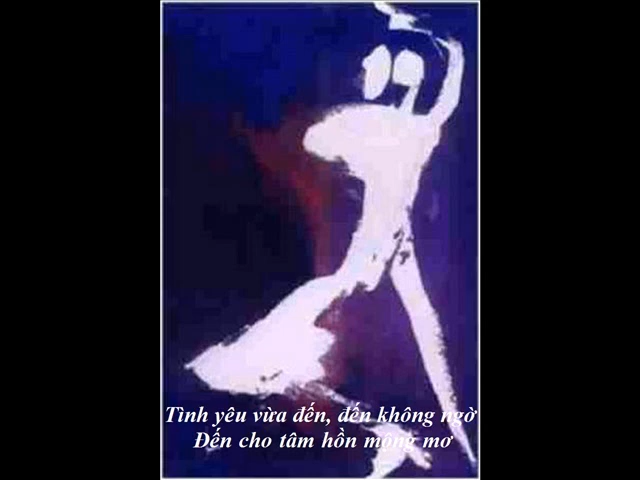 Tình yêu vừa đến, đến không ngờ
Đến cho tâm hồn mộng mơ